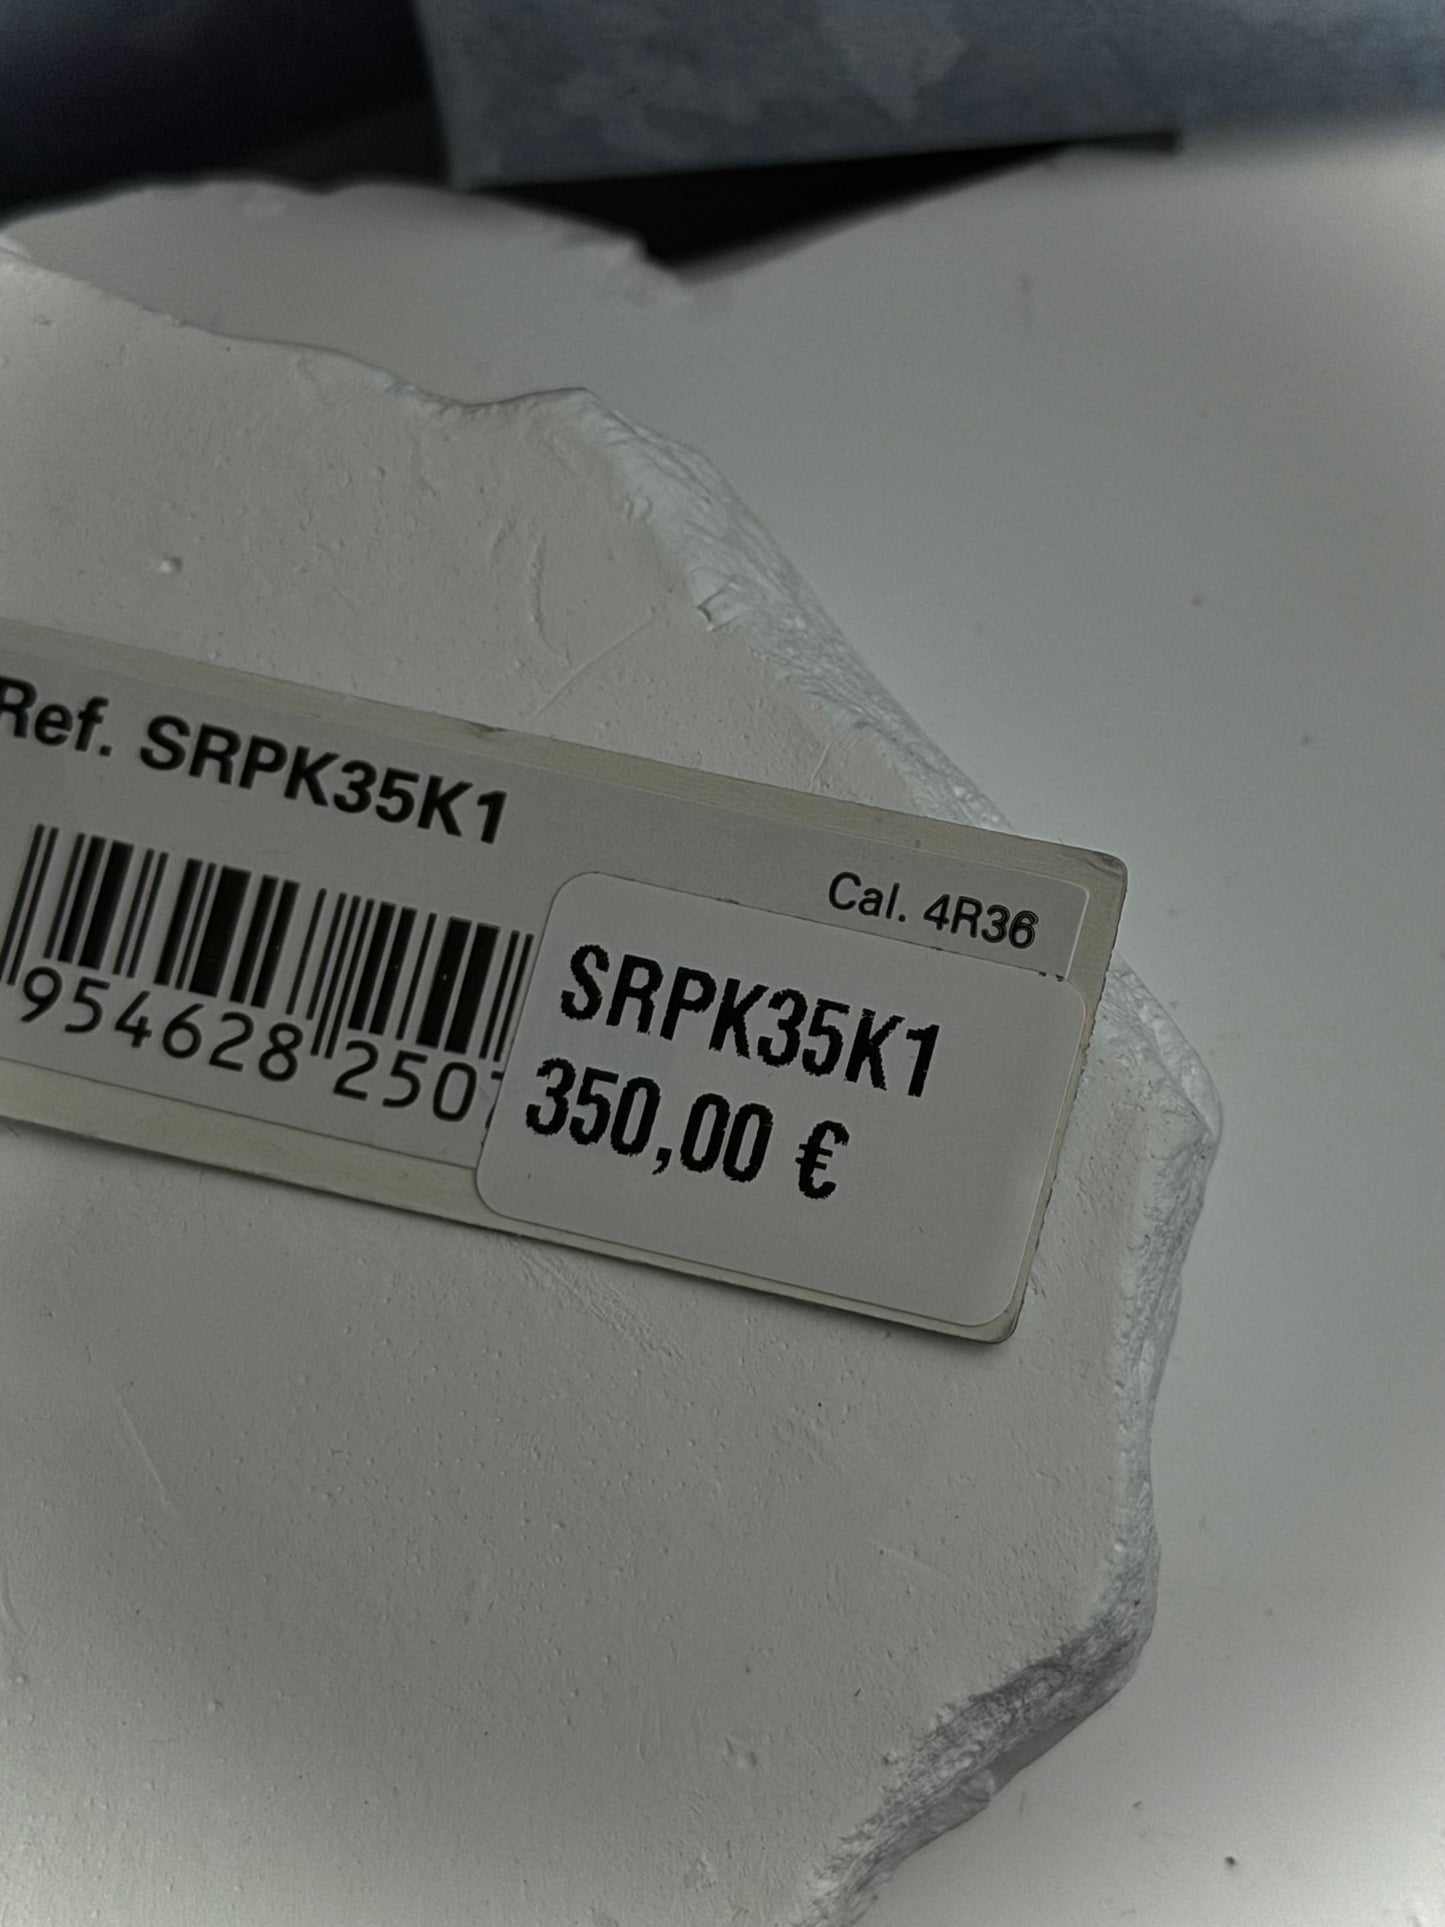 Ref. SRPK35K1
Cal. 4R36
954628 250
SRPK35K1
350,00 €